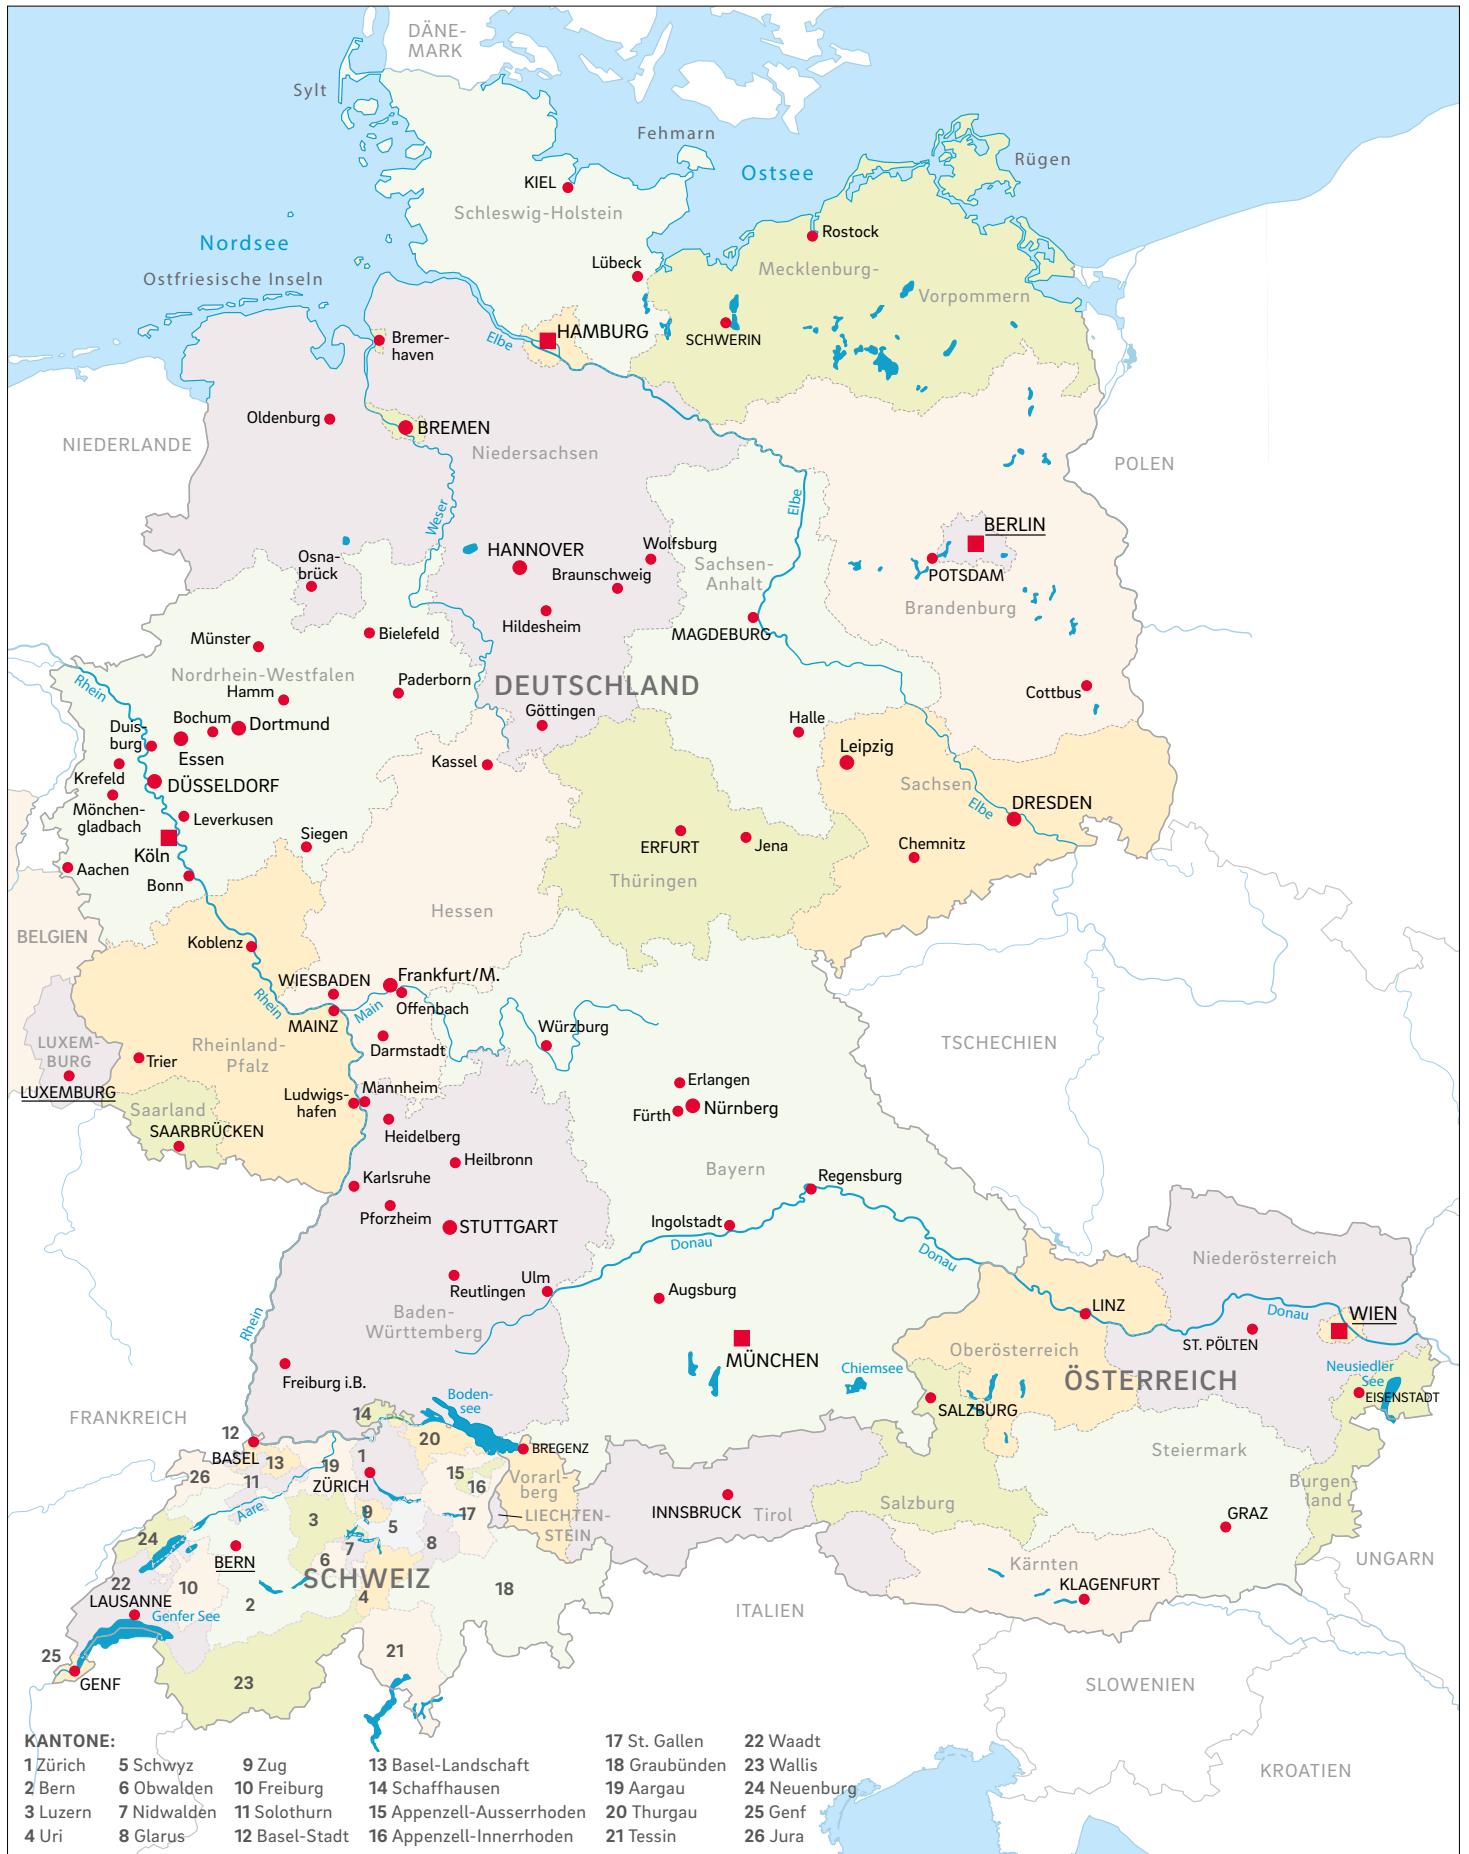 DÄNE-
MARK
Sylt
Fehmarn
Ostsee
Rügen
KIEL
Schleswig-Holstein
Nordsee
Rostock
Ostfriesische Inseln
Lübeck
Mecklenburg-
Vorpommern
HAMBURG
SCHWERIN
Elbe
Bremer-
haven
Oldenburg
BREMEN
NIEDERLANDE
Niedersachsen
POLEN
Elbe
Weser
BERLIN
HANNOVER
Wolfsburg
Osna-
brück
Braunschweig
Sachsen-
Anhalt
POTSDAM
Brandenburg
Hildesheim
MAGDEBURG
Münster
Bielefeld
Nordrhein-Westfalen
Paderborn
DEUTSCHLAND
Rhein
Hamm
Cottbus
Göttingen
Bochum
Dortmund
Duis-
burg
Halle
Essen
Leipzig
Kassel
Krefeld
DÜSSELDORF
Sachsen
Mönchen-
gladbach
Elbe
DRESDEN
Leverkusen
Siegen
Köln
ERFURT
Jena
Chemnitz
Aachen
Bonn
Thüringen
Hessen
BELGIEN
Koblenz
WIESBADEN
Frankfurt/M.
Rhein
Main
Offenbach
MAINZ
Würzburg
LUXEM-
BURG
Rheinland-
Pfalz
Darmstadt
TSCHECHIEN
Trier
LUXEMBURG
Erlangen
Ludwigs-
hafen
Mannheim
Saarland
Fürth
Nürnberg
SAARBRÜCKEN
Heidelberg
Heilbronn
Bayern
Karlsruhe
Regensburg
Pforzheim
STUTTGART
Ingolstadt
Donau
Donau
Niederösterreich
Reutlingen
Ulm
Augsburg
Rhein
Baden-
Württemberg
LINZ
Donau
WIEN
ST. PÖLTEN
MÜNCHEN
Oberösterreich
Chiemsee
ÖSTERREICH
Neusiedler
See
Freiburg i.B.
EISENSTADT
Boden-
see
SALZBURG
FRANKREICH
14
12
BASEL
13
20
BREGENZ
Steiermark
26
11
19
1
ZÜRICH
15
16
Vorarl-
berg
Burgen-
land
Aare
3
9
5
17
LIECHTEN-
STEIN
INNSBRUCK
Tirol
Salzburg
GRAZ
24
7
8
BERN
6
UNGARN
Kärnten
SCHWEIZ
22
10
2
4
18
KLAGENFURT
LAUSANNE
Genfer See
ITALIEN
25
21
GENF
23
SLOWENIEN
KROATIEN
KANTONE:
1 Zürich
2 Bern
3 Luzern
4 Uri
5 Schwyz
6 Obwalden
7 Nidwalden
8 Glarus
9 Zug
10 Freiburg
11 Solothurn
12 Basel-Stadt
13 Basel-Landschaft
14 Schaffhausen
15 Appenzell-Ausserrhoden
16 Appenzell-Innerrhoden
17 St. Gallen
18 Graubünden
19 Aargau
20 Thurgau
21 Tessin
22 Waadt
23 Wallis
24 Neuenburg
25 Genf
26 Jura